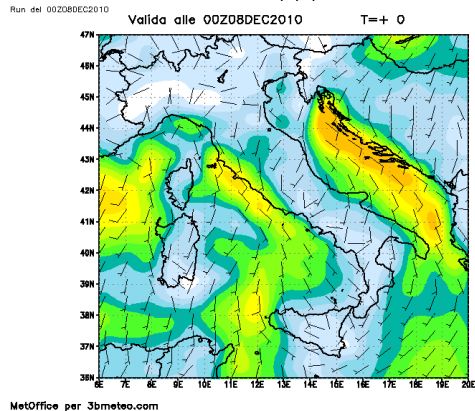 Run del 00Z08DEC2010
Valida alle 00Z08DEC2010 T=+ 0
47N
46N
45N
44N
43N
42N
41N
40N
39N
38N
37N
36N
6E 7E 8E 9E 10E 11E 12E 13E 14E 15E 16E 17E 18E 19E 20E
MetOffice per 3bmeteo.com